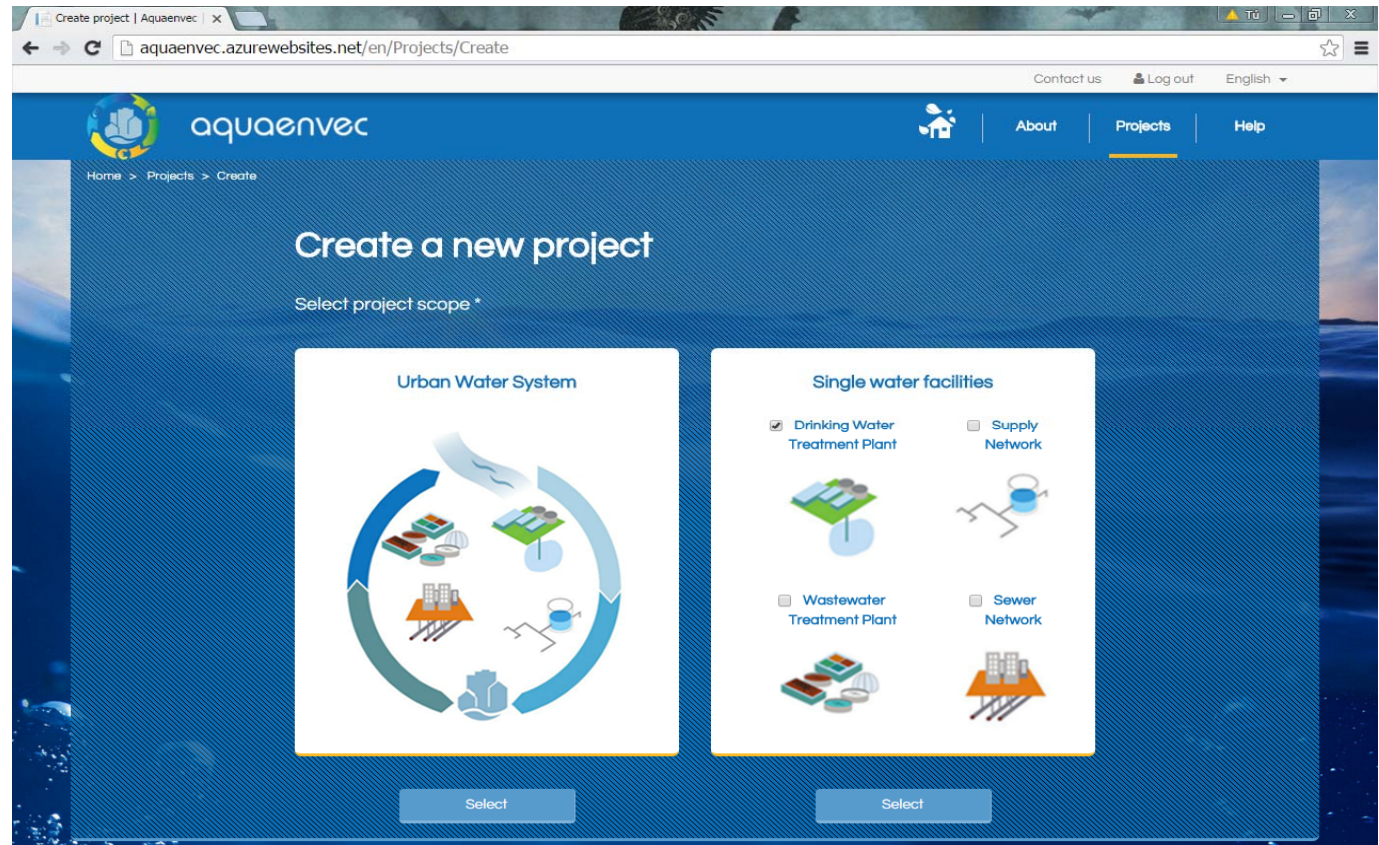 Create project | Aquaenvec
Tú
aquaenvec.azurewebsites.net/en/Projects/Create
Contact us Log out English
aquaenvec About Projects Help
Home > Projects > Create
Create a new project
Select project scope *
Urban Water System
Single water facilities
Drinking Water
Treatment Plant
Supply
Network
Wastewater
Treatment Plant
Sewer
Network
Select Select